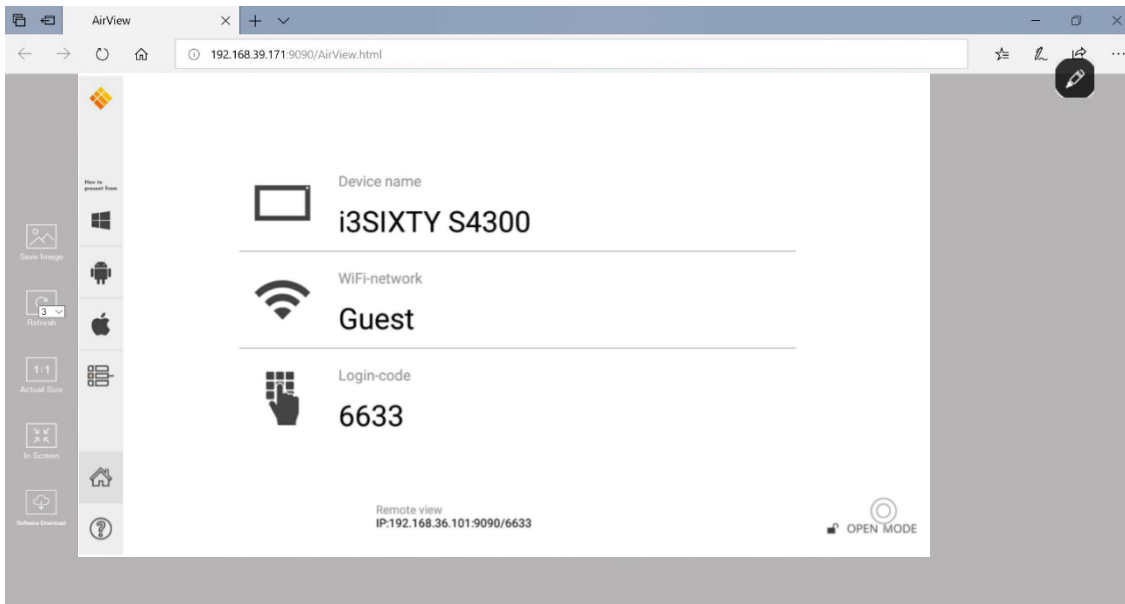 AirView
192.168.39.171:9090/AirView.html
How to
present from
Save Image
3
Refresh
1:1
Actual Size
In Screen
Software Download
Device name
i3SIXTY S4300
WiFi-network
Guest
Login-code
6633
Remote view
IP:192.168.36.101:9090/6633
OPEN MODE